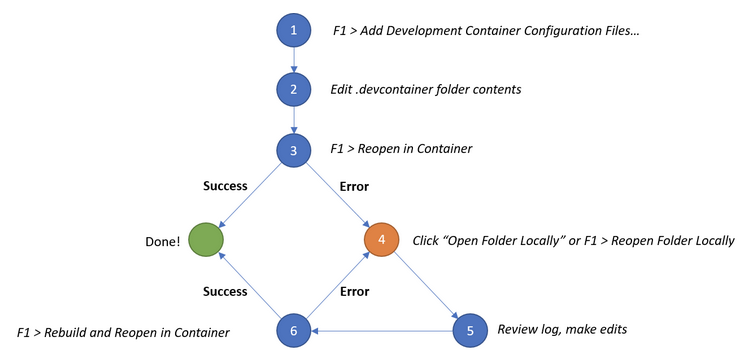 1
F1 > Add Development Container Configuration Files…
2
Edit .devcontainer folder contents
3
F1 > Reopen in Container
Success
Error
Done!
4
Click “Open Folder Locally” or F1 > Reopen Folder Locally
Success
Error
F1 > Rebuild and Reopen in Container
6
5
Review log, make edits